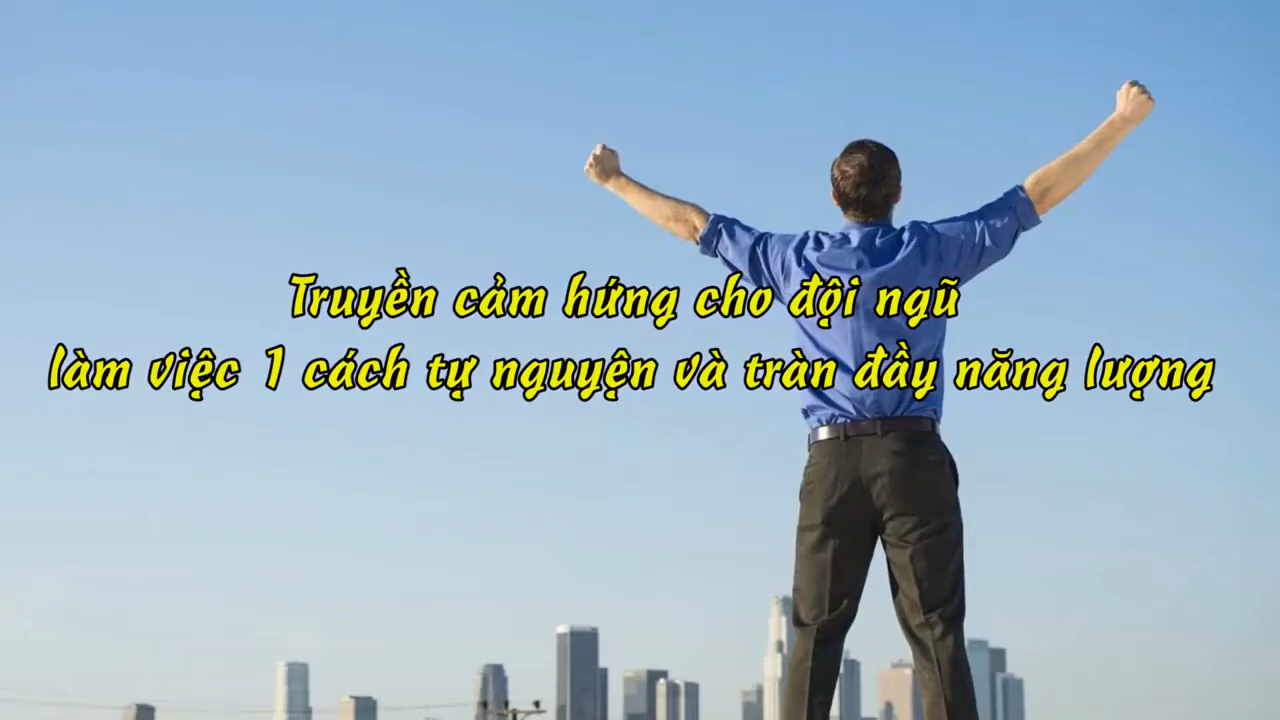 Truyền cảm hứng cho đội ngũ
làm việc 1 cách tự nguyện và tràn đầy năng lượng